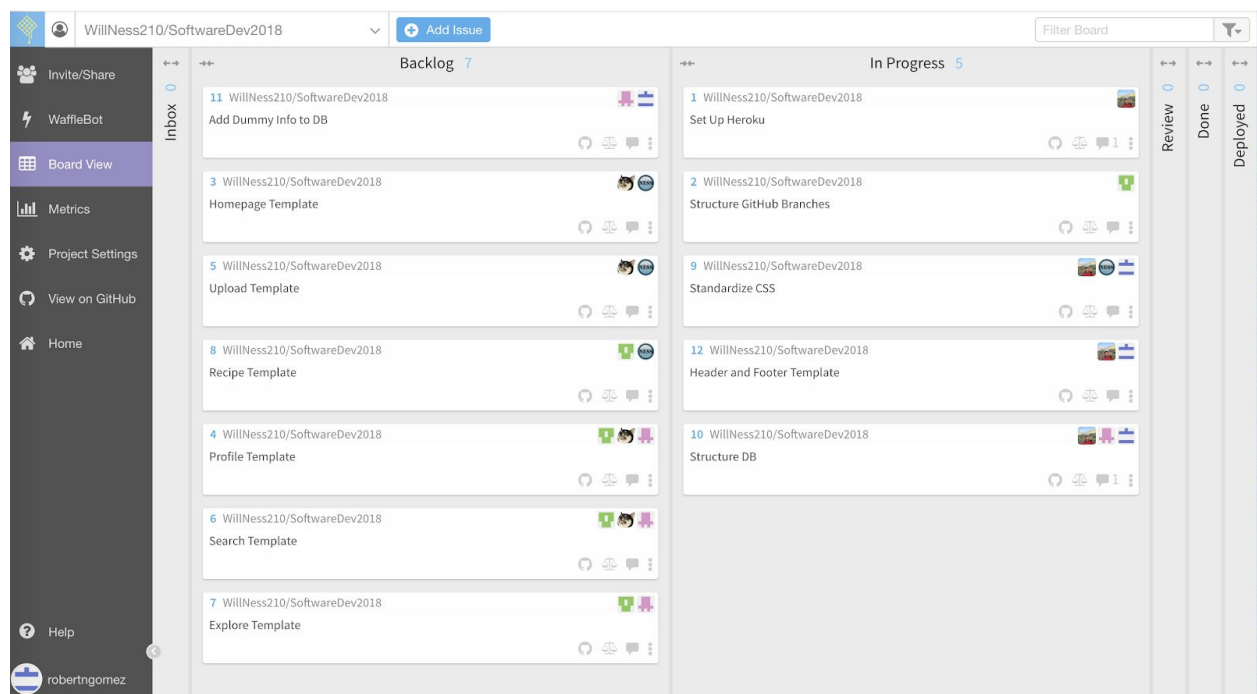 WillNess210/SoftwareDev2018
Add Issue
Filter Board
Invite/Share
WaffleBot
Board View
Metrics
Project Settings
View on GitHub
Home
Help
robertngomez
Inbox 0
Backlog 7
11 WillNess210/SoftwareDev2018
Add Dummy Info to DB
3 WillNess210/SoftwareDev2018
NESS
Homepage Template
5 WillNess210/SoftwareDev2018
NESS
Upload Template
8 WillNess210/SoftwareDev2018
NESS
Recipe Template
4 WillNess210/SoftwareDev2018
Profile Template
6 WillNess210/SoftwareDev2018
Search Template
7 WillNess210/SoftwareDev2018
Explore Template
In Progress 5
1 WillNess210/SoftwareDev2018
Set Up Heroku
1
2 WillNess210/SoftwareDev2018
Structure GitHub Branches
9 WillNess210/SoftwareDev2018
NESS
Standardize CSS
12 WillNess210/SoftwareDev2018
Header and Footer Template
10 WillNess210/SoftwareDev2018
Structure DB
1
Review 0
Done 0
Deployed 0